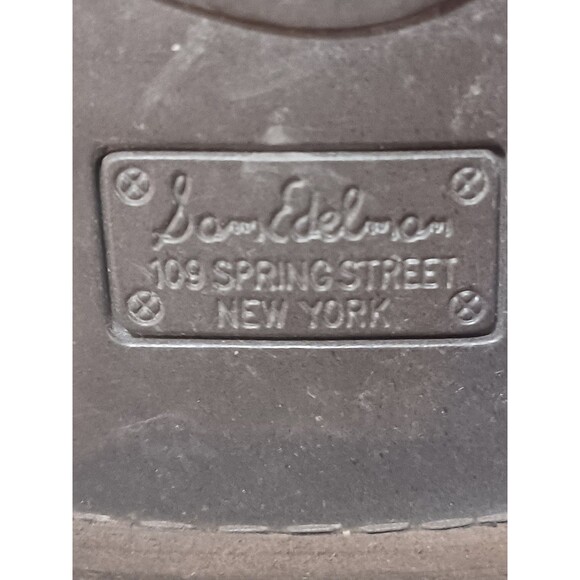 Sam Edelman
109 SPRING STREET
NEW YORK